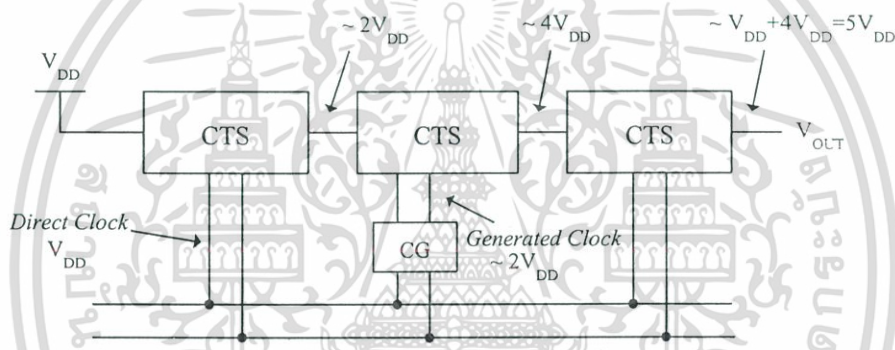 ~ 2V_DD
~ 4V_DD
~ V_DD+4V_DD=5V_DD
V_DD
CTS
CTS
CTS
V_OUT
Direct Clock
V_DD
CG
Generated Clock
~ 2V_DD